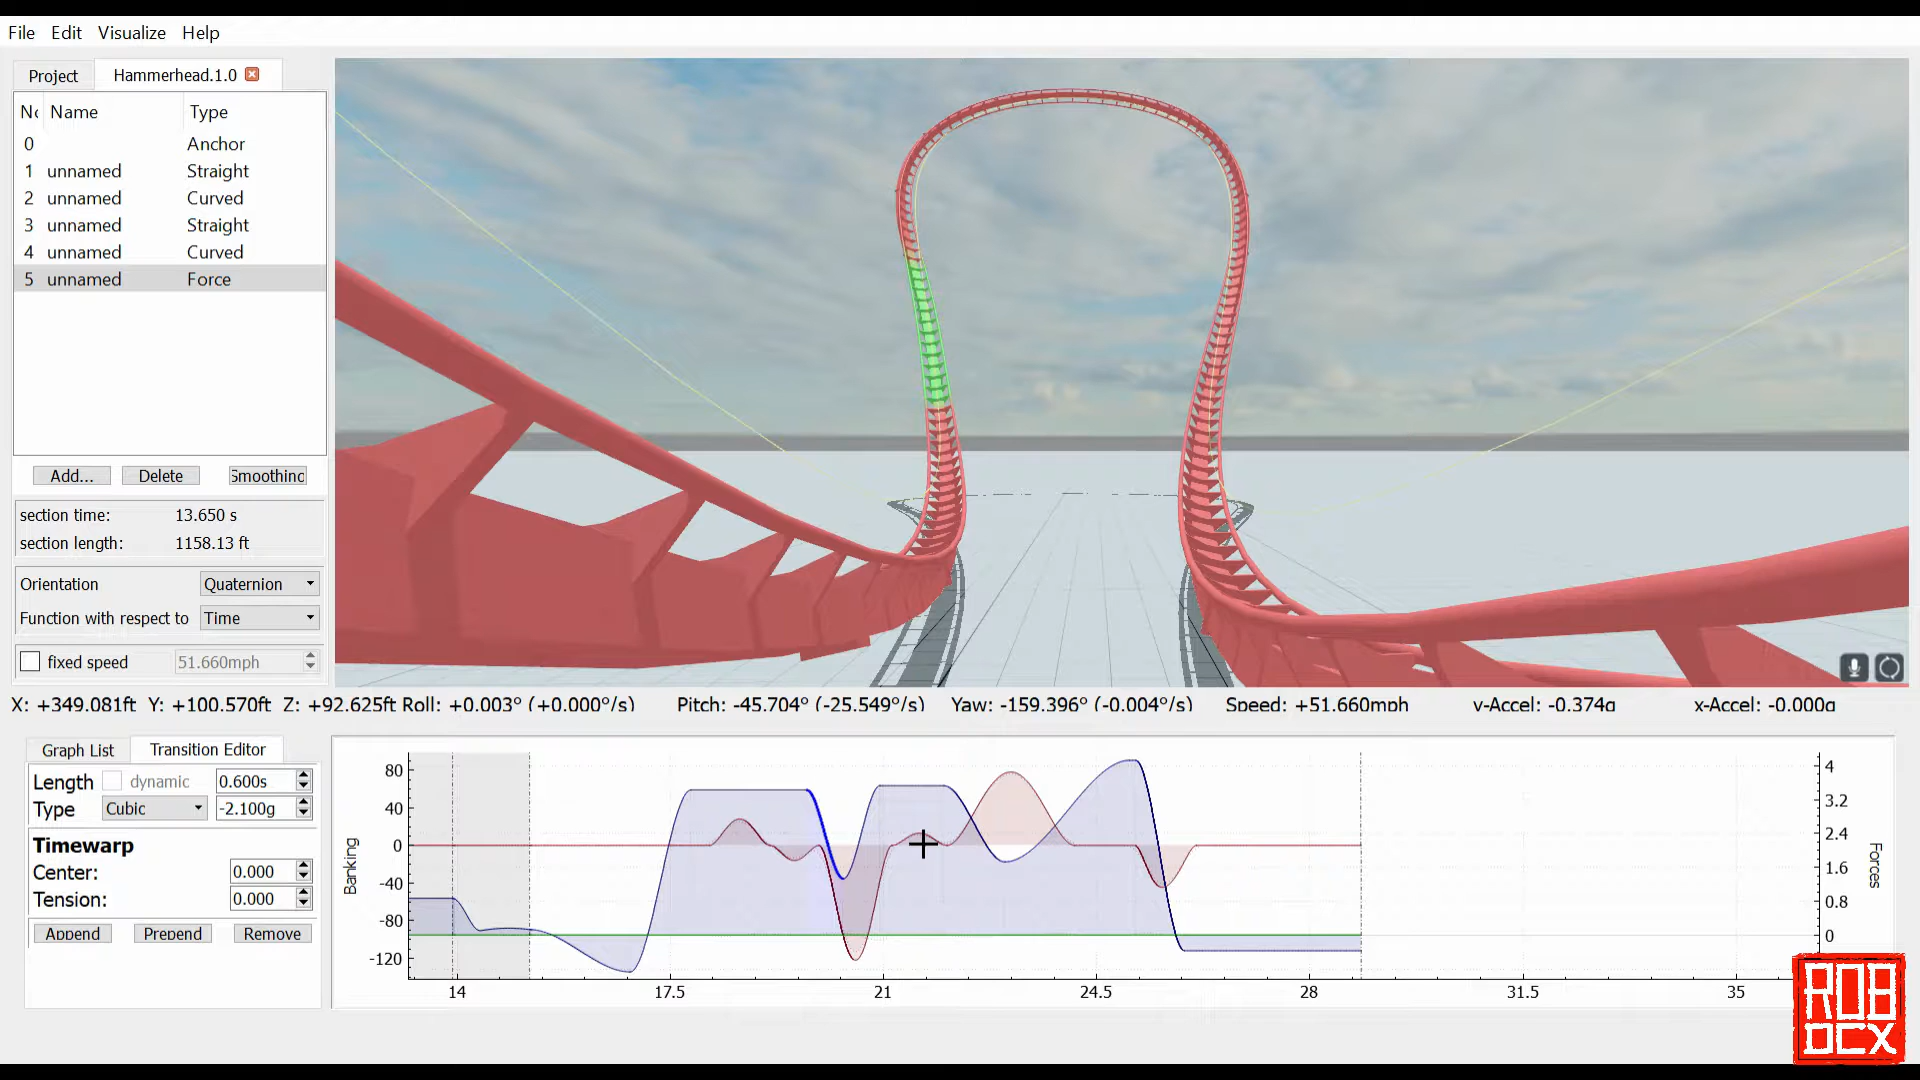 File Edit Visualize Help
Project Hammerhead.1.0
Nc Name Type
0 Anchor
1 unnamed Straight
2 unnamed Curved
3 unnamed Straight
4 unnamed Curved
5 unnamed Force
Add... Delete Smoothing
section time: 13.650 s
section length: 1158.13 ft
Orientation Quaternion
Function with respect to Time
fixed speed 51.660mph
X: +349.081ft Y: +100.570ft Z: +92.625ft Roll: +0.003° (+0.000°/s) Pitch: -45.704° (-25.549°/s) Yaw: -159.396° (-0.004°/s) Speed: +51.660mph y-Accel: -0.374g x-Accel: -0.000g
Graph List Transition Editor
Length dynamic 0.600s
Type Cubic -2.100g
Timewarp
Center: 0.000
Tension: 0.000
Append Prepend Remove
Banking
80
40
0
-40
-80
-120
14 17.5 21 24.5 28 31.5 35
4
3.2
2.4
1.6
0.8
0
Forces
ROB
DCX